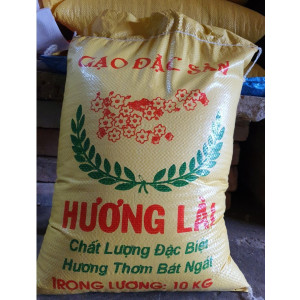 GẠO ĐẶC SẢN
HƯƠNG LÀI
Chất Lượng Đặc Biệt
Hương Thơm Bát Ngát
TRỌNG LƯỢNG: 10 KG